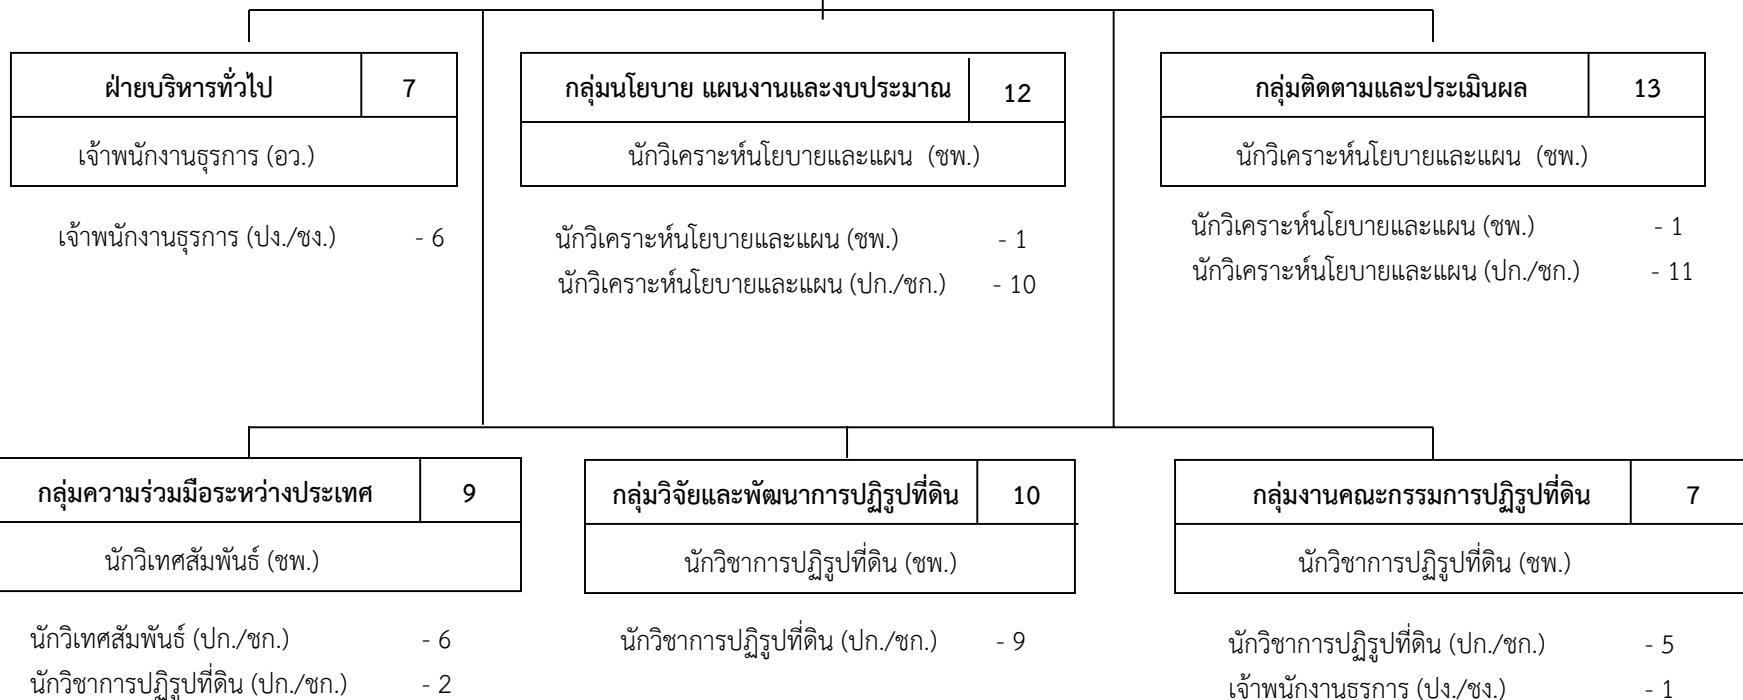 ฝ่ายบริหารทั่วไป 7
เจ้าพนักงานธุรการ (อว.)
เจ้าพนักงานธุรการ (ปง./ชง.) - 6
กลุ่มนโยบาย แผนงานและงบประมาณ 12
นักวิเคราะห์นโยบายและแผน (ชพ.)
นักวิเคราะห์นโยบายและแผน (ชพ.) - 1
นักวิเคราะห์นโยบายและแผน (ปก./ชก.) - 10
กลุ่มติดตามและประเมินผล 13
นักวิเคราะห์นโยบายและแผน (ชพ.)
นักวิเคราะห์นโยบายและแผน (ชพ.) - 1
นักวิเคราะห์นโยบายและแผน (ปก./ชก.) - 11
กลุ่มความร่วมมือระหว่างประเทศ 9
นักวิเทศสัมพันธ์ (ชพ.)
นักวิเทศสัมพันธ์ (ปก./ชก.) - 6
นักวิชาการปฏิรูปที่ดิน (ปก./ชก.) - 2
กลุ่มวิจัยและพัฒนาการปฏิรูปที่ดิน 10
นักวิชาการปฏิรูปที่ดิน (ชพ.)
นักวิชาการปฏิรูปที่ดิน (ปก./ชก.) - 9
กลุ่มงานคณะกรรมการปฏิรูปที่ดิน 7
นักวิชาการปฏิรูปที่ดิน (ชพ.)
นักวิชาการปฏิรูปที่ดิน (ปก./ชก.) - 5
เจ้าพนักงานธุรการ (ปง./ชง.) - 1